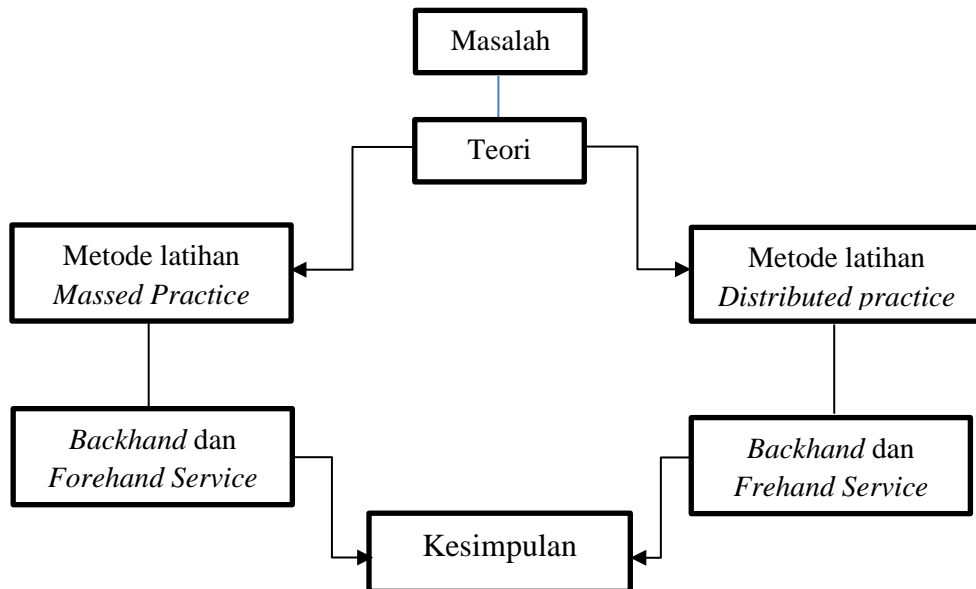 Masalah
Teori
Metode latihan
Massed Practice
Metode latihan
Distributed practice
Backhand dan
Forehand Service
Backhand dan
Frehand Service
Kesimpulan